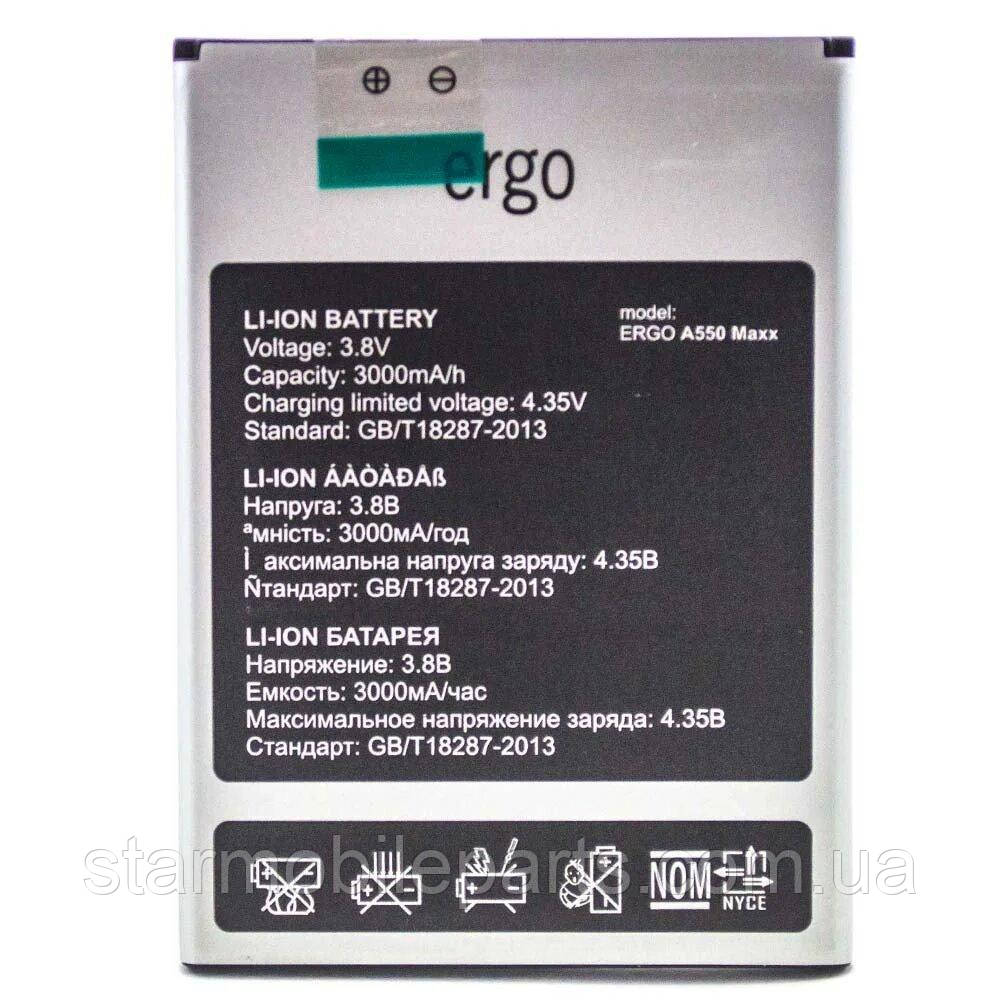 ergo
LI-ION BATTERY
Voltage: 3.8V
Capacity: 3000mA/h
Charging limited voltage: 4.35V
Standard: GB/T18287-2013
model:
ERGO A550 Maxx
LI-ION ÁÀÒÀÐÅß
Напруга: 3.8В
ªмність: 3000мА/год
Ì аксимальна напруга заряду: 4.35В
Ñтандарт: GB/T18287-2013
LI-ION БАТАРЕЯ
Напряжение: 3.8В
Емкость: 3000мА/час
Максимальное напряжение заряда: 4.35В
Стандарт: GB/T18287-2013
starmobileparts.com.ua
NOM
NYCE